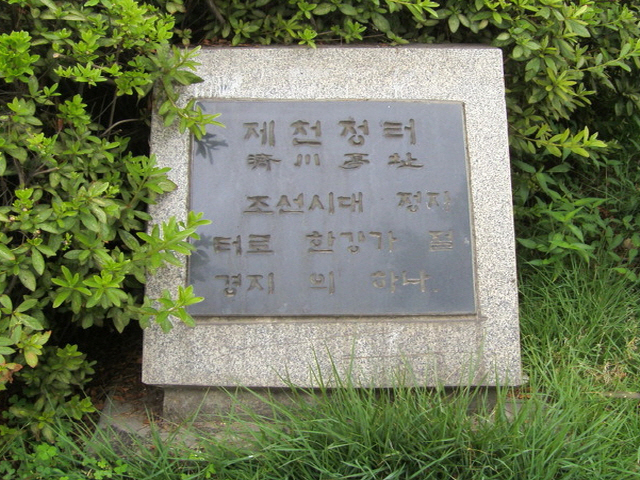 제천정터
濟川亭址
조선시대 정자
터로 한강가 절
경지의 하나